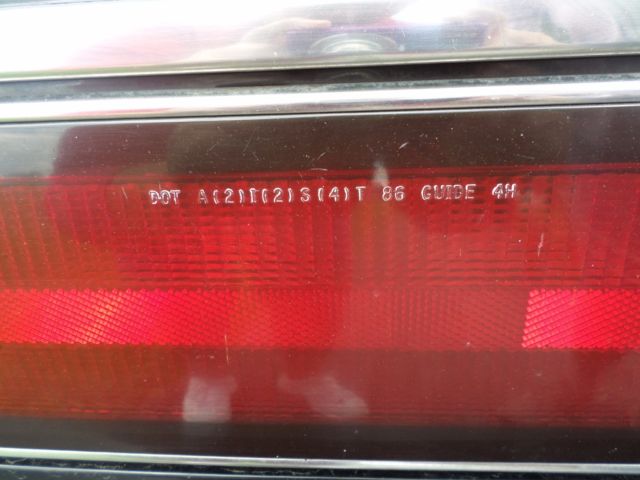 DOT A(2)I(2)S(4)T 86 GUIDE 4H